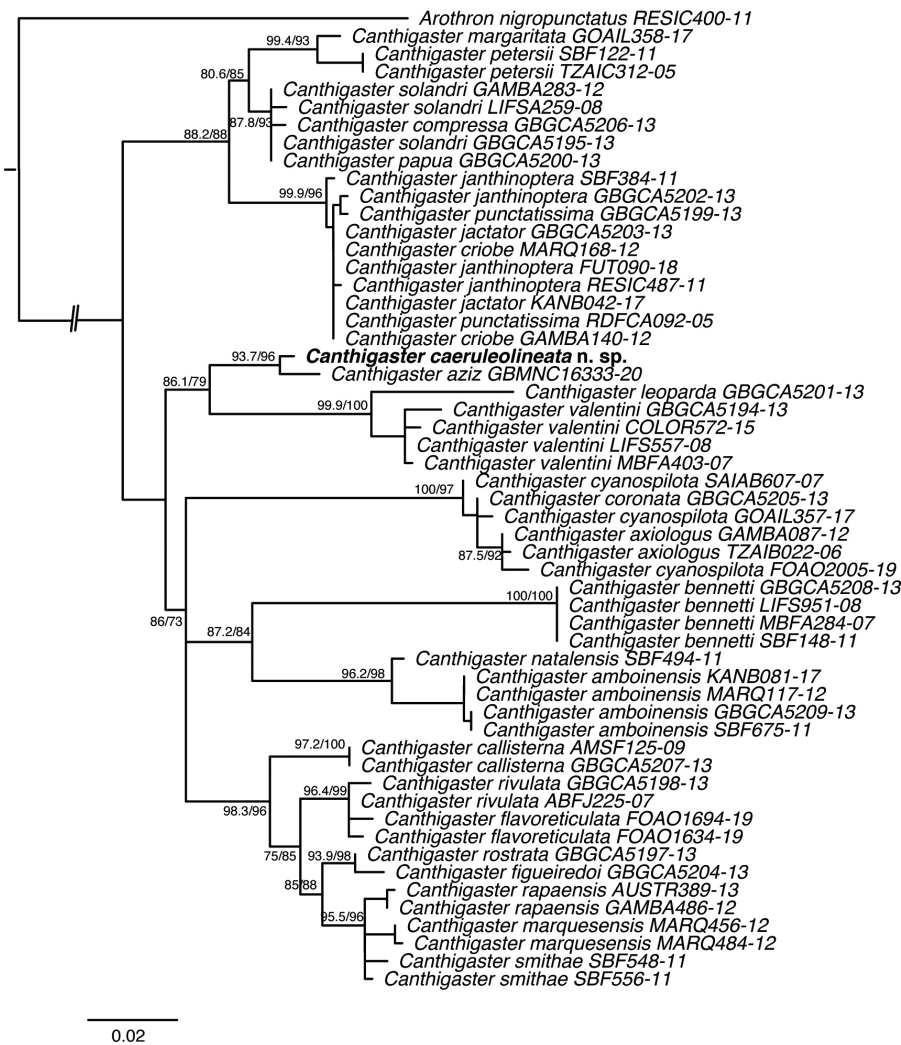 Arothron nigropunctatus RESIC400-11
Canthigaster margaritata GOAIL358-17
99.4/93
Canthigaster petersii SBF122-11
Canthigaster petersii TZAIC312-05
80.6/85
Canthigaster solandri GAMBA283-12
Canthigaster solandri LIFSA259-08
87.8/93
Canthigaster compressa GBGCA5206-13
88.2/88
Canthigaster solandri GBGCA5195-13
Canthigaster papua GBGCA5200-13
Canthigaster janthinoptera SBF384-11
99.9/96
Canthigaster janthinoptera GBGCA5202-13
Canthigaster punctatissima GBGCA5199-13
Canthigaster jactator GBGCA5203-13
Canthigaster criobe MARQ168-12
Canthigaster janthinoptera FUT090-18
Canthigaster janthinoptera RESIC487-11
Canthigaster jactator KANB042-17
Canthigaster punctatissima RDFCA092-05
Canthigaster criobe GAMBA140-12
93.7/96
Canthigaster caeruleolineata n. sp.
Canthigaster aziz GBMNC16333-20
86.1/79
Canthigaster leoparda GBGCA5201-13
99.9/100
Canthigaster valentini GBGCA5194-13
Canthigaster valentini COLOR572-15
Canthigaster valentini LIFS557-08
Canthigaster valentini MBFA403-07
Canthigaster cyanospilota SAIAB607-07
100/97
Canthigaster coronata GBGCA5205-13
Canthigaster cyanospilota GOAIL357-17
Canthigaster axiologus GAMBA087-12
87.5/92
Canthigaster axiologus TZAIB022-06
Canthigaster cyanospilota FOAO2005-19
Canthigaster bennetti GBGCA5208-13
100/100
Canthigaster bennetti LIFS951-08
86/73
Canthigaster bennetti MBFA284-07
87.2/84
Canthigaster bennetti SBF148-11
Canthigaster natalensis SBF494-11
96.2/98
Canthigaster amboinensis KANB081-17
Canthigaster amboinensis MARQ117-12
Canthigaster amboinensis GBGCA5209-13
Canthigaster amboinensis SBF675-11
97.2/100
Canthigaster callisterna AMSF125-09
Canthigaster callisterna GBGCA5207-13
Canthigaster rivulata GBGCA5198-13
96.4/99
Canthigaster rivulata ABFJ225-07
98.3/96
Canthigaster flavoreticulata FOAO1694-19
Canthigaster flavoreticulata FOAO1634-19
75/85
93.9/98
Canthigaster rostrata GBGCA5197-13
Canthigaster figueiredoi GBGCA5204-13
85/88
Canthigaster rapaensis AUSTR389-13
Canthigaster rapaensis GAMBA486-12
95.5/96
Canthigaster marquesensis MARQ456-12
Canthigaster marquesensis MARQ484-12
Canthigaster smithae SBF548-11
Canthigaster smithae SBF556-11
0.02